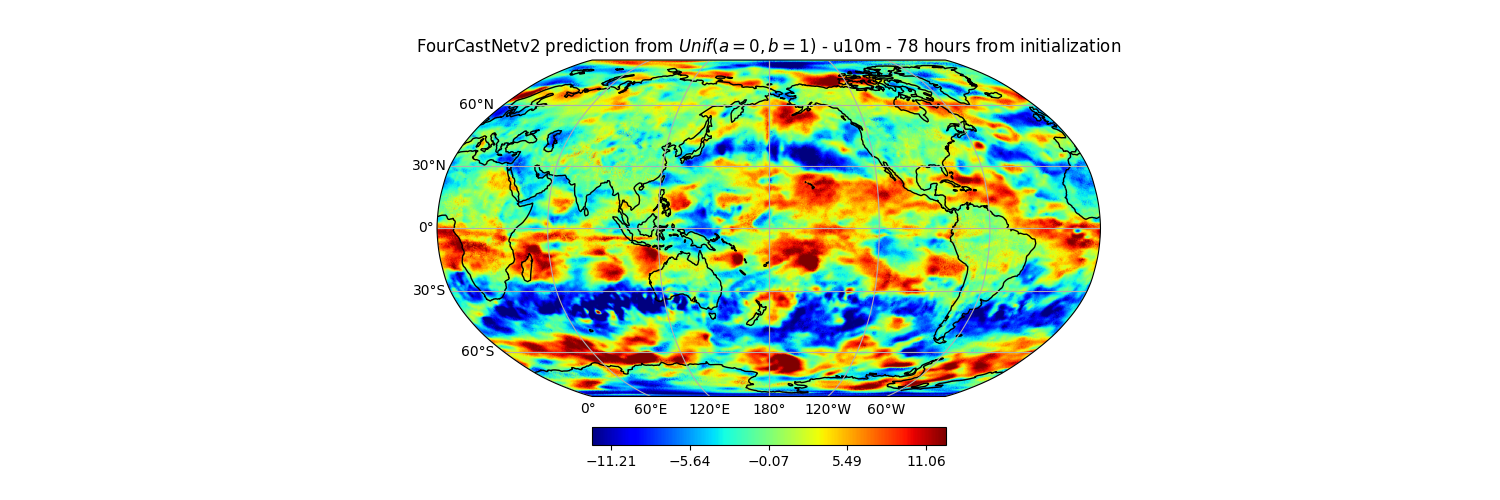 FourCastNetv2 prediction from Unif(a = 0, b = 1) - u10m - 78 hours from initialization
60°N
30°N
0°
30°S
60°S
0° 60°E 120°E 180° 120°W 60°W
−11.21 −5.64 −0.07 5.49 11.06